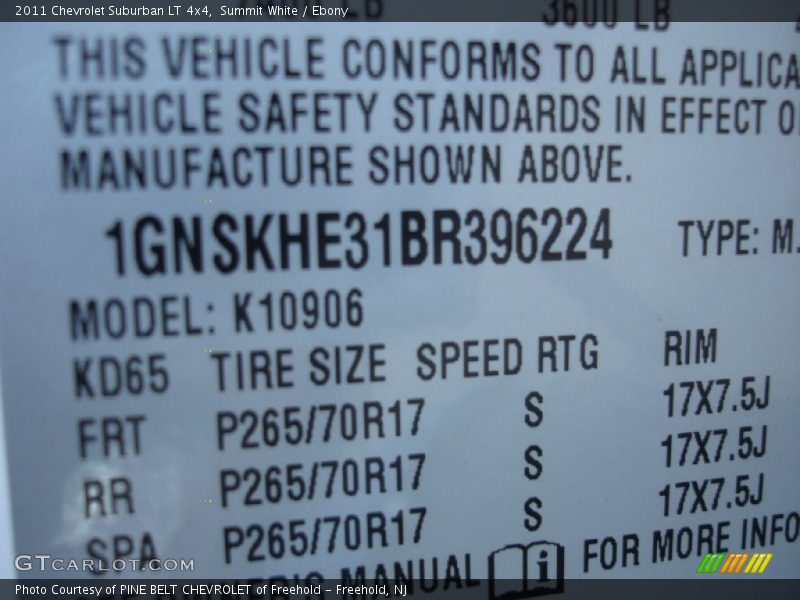 2011 Chevrolet Suburban LT 4x4, Summit White / Ebony
3600 LB
THIS VEHICLE CONFORMS TO ALL APPLICA
VEHICLE SAFETY STANDARDS IN EFFECT O
MANUFACTURE SHOWN ABOVE.
1GNSKHE31BR396224 TYPE: M.
MODEL: K10906
KD65 TIRE SIZE SPEED RTG RIM
FRT P265/70R17 S 17X7.5J
RR P265/70R17 S 17X7.5J
SPA P265/70R17 S 17X7.5J
MANUAL i FOR MORE INFO
GTCARLOT.COM
Photo Courtesy of PINE BELT CHEVROLET of Freehold - Freehold, NJ